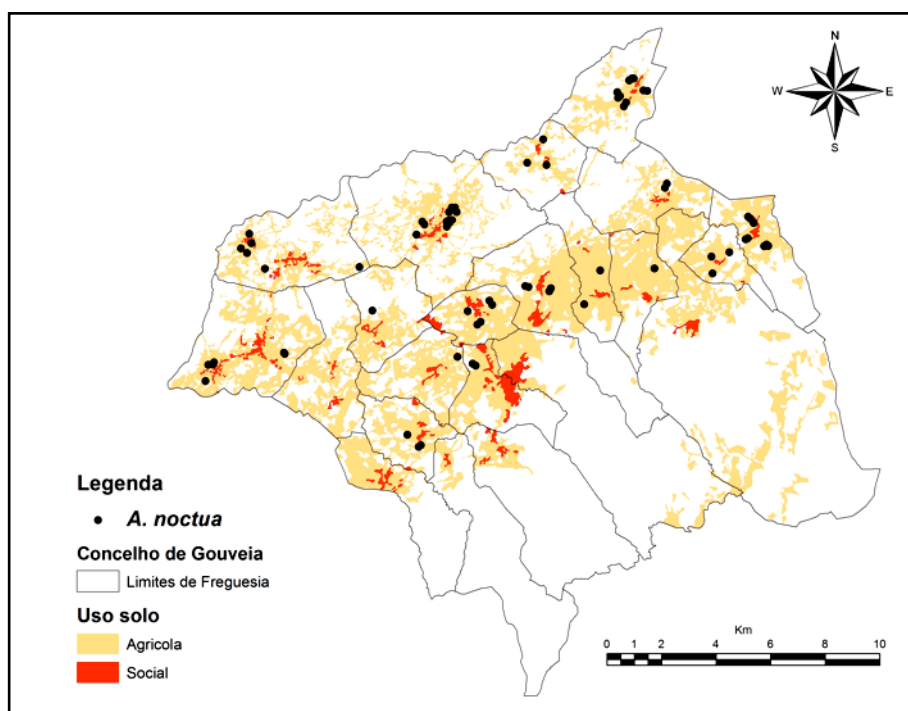 N
W
E
S
Legenda
A. noctua
Concelho de Gouveia
Limites de Freguesia
Uso solo
Agricola
Social
Km
0 1 2 4 6 8 10